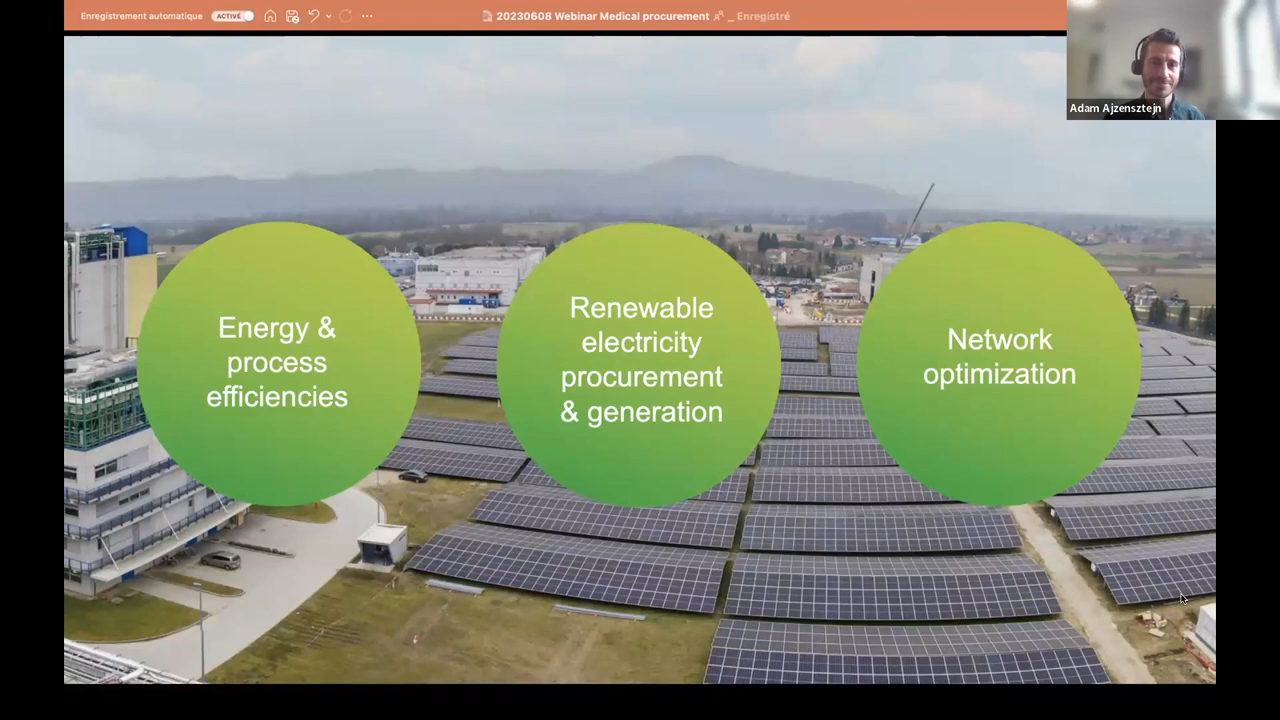 Enregistrement automatique ACTIVÉ
20230608 Webinar Medical procurement _ Enregistré
Adam Ajzensztejn
Energy &
process
efficiencies
Renewable
electricity
procurement
& generation
Network
optimization